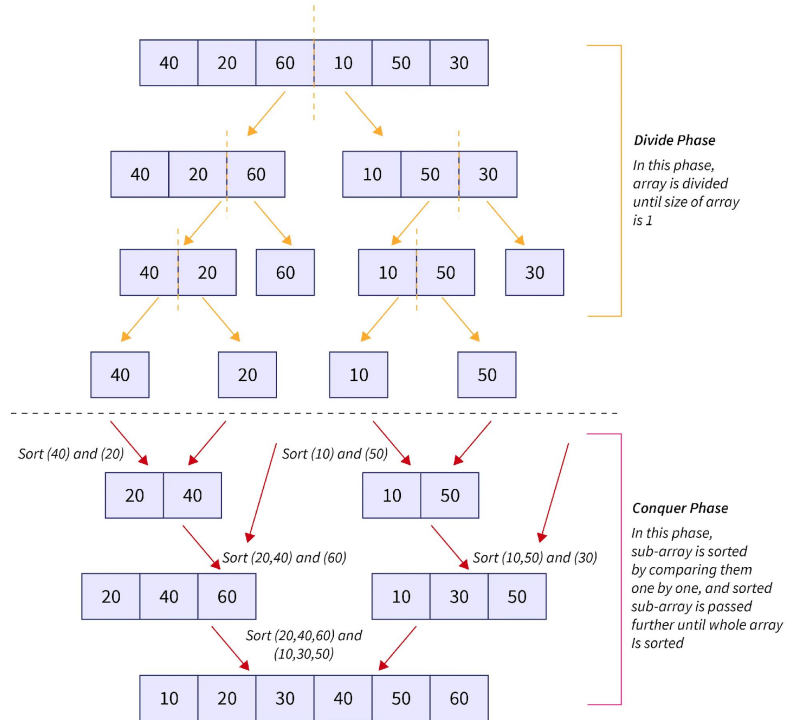 40 20 60 10 50 30
Divide Phase
In this phase,
array is divided
until size of array
is 1
40 20 60 10 50 30
40 20 60 10 50 30
40 20 10 50
Sort (40) and (20) Sort (10) and (50)
20 40 10 50
Conquer Phase
In this phase,
sub-array is sorted
by comparing them
one by one, and sorted
sub-array is passed
further until whole array
Is sorted
Sort (20,40) and (60) Sort (10,50) and (30)
20 40 60 10 30 50
Sort (20,40,60) and
(10,30,50)
10 20 30 40 50 60